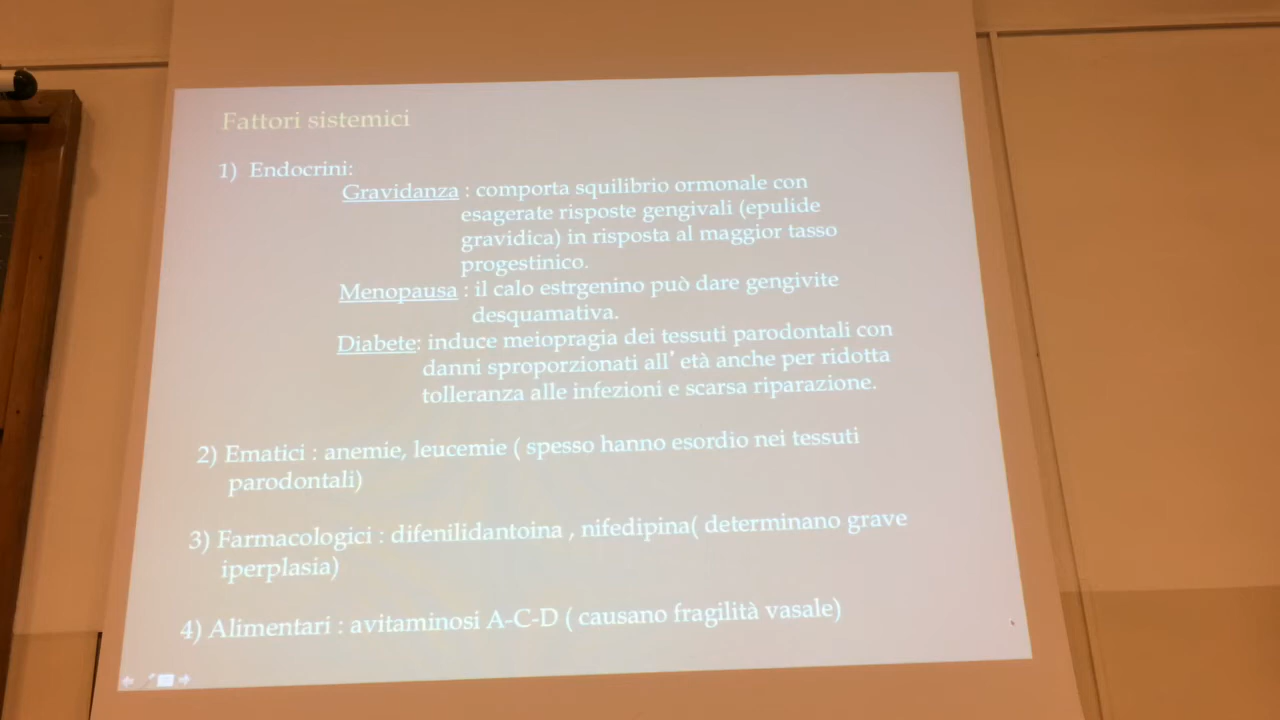 Fattori sistemici
1) Endocrini:
Gravidanza : comporta squilibrio ormonale con
esagerate risposte gengivali (epulide
gravidica) in risposta al maggior tasso
progestinico.
Menopausa : il calo estrgenino può dare gengivite
desquamativa.
Diabete: induce meiopragia dei tessuti parodontali con
danni sproporzionati all' età anche per ridotta
tolleranza alle infezioni e scarsa riparazione.
2) Ematici : anemie, leucemie ( spesso hanno esordio nei tessuti
parodontali)
3) Farmacologici : difenilidantoina , nifedipina( determinano grave
iperplasia)
4) Alimentari : avitaminosi A-C-D ( causano fragilità vasale)